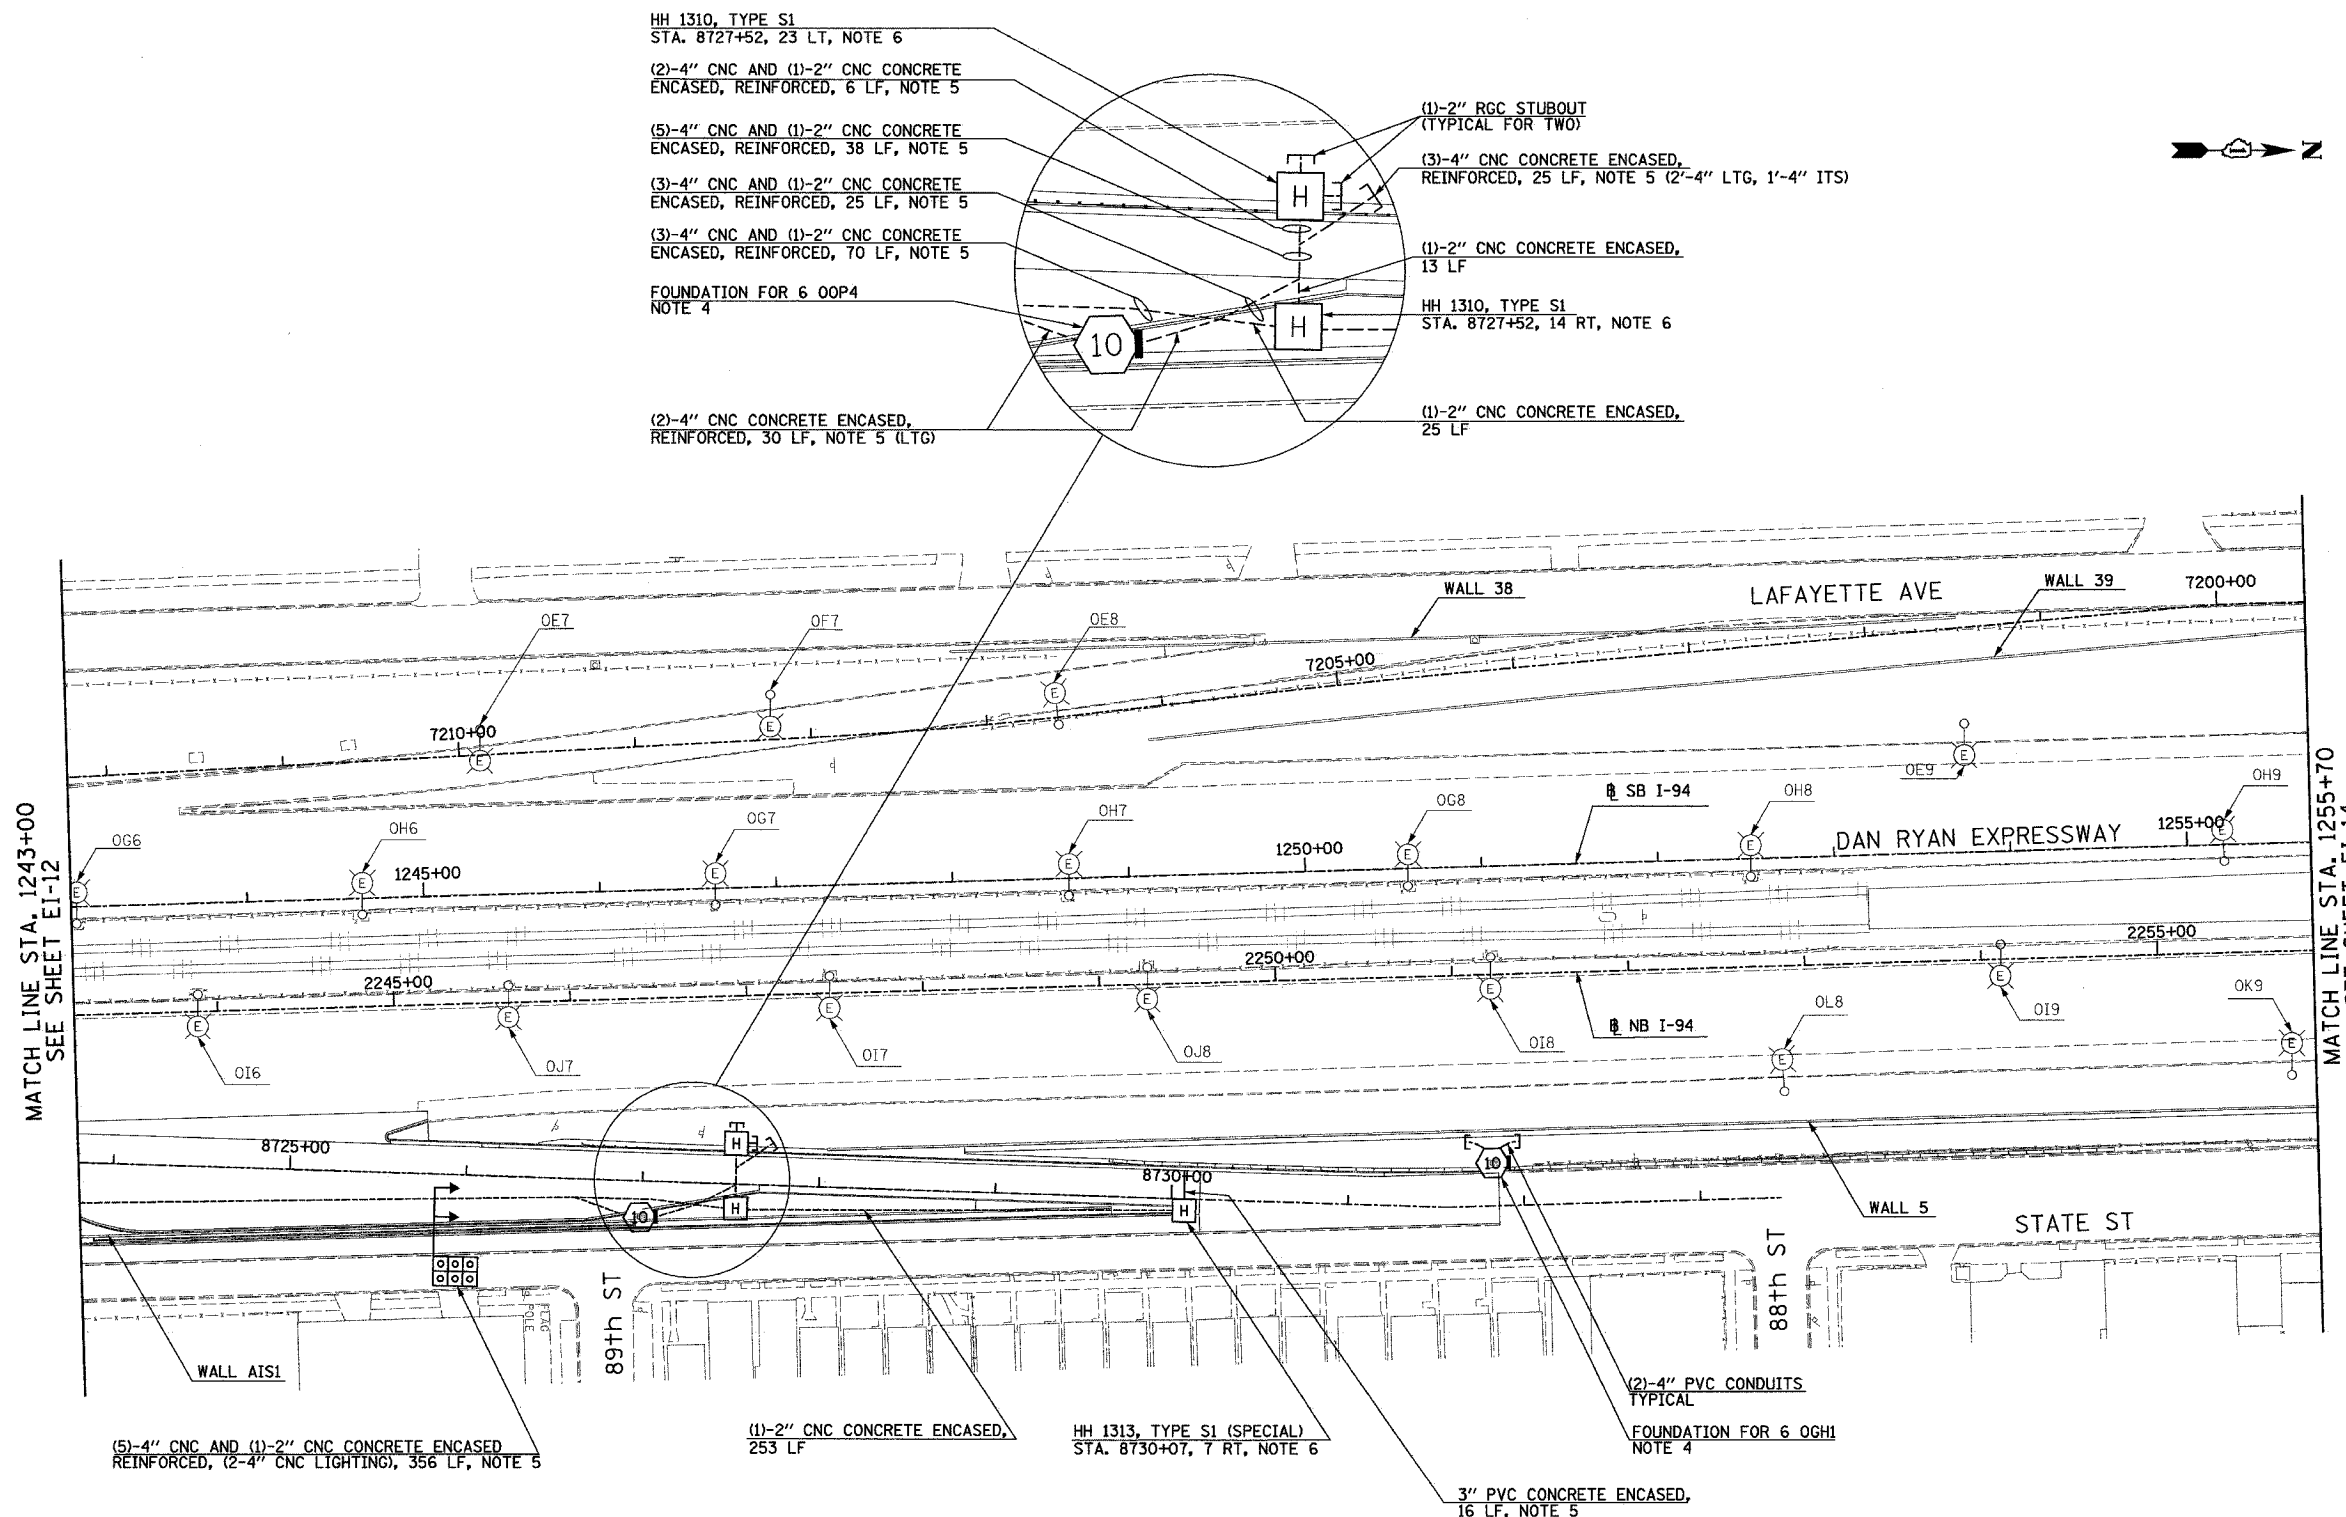 HH 1310, TYPE S1
STA. 8727+52, 23 LT, NOTE 6
(2)-4" CNC AND (1)-2" CNC CONCRETE
ENCASED, REINFORCED, 6 LF, NOTE 5
(5)-4" CNC AND (1)-2" CNC CONCRETE
ENCASED, REINFORCED, 38 LF, NOTE 5
(3)-4" CNC AND (1)-2" CNC CONCRETE
ENCASED, REINFORCED, 25 LF, NOTE 5
(3)-4" CNC AND (1)-2" CNC CONCRETE
ENCASED, REINFORCED, 70 LF, NOTE 5
FOUNDATION FOR 6 OOP4
NOTE 4
(2)-4" CNC CONCRETE ENCASED,
REINFORCED, 30 LF, NOTE 5 (LTG)
H
H
10
(1)-2" RGC STUBOUT
(TYPICAL FOR TWO)
(3)-4" CNC CONCRETE ENCASED,
REINFORCED, 25 LF, NOTE 5 (2'-4" LTG, 1'-4" ITS)
(1)-2" CNC CONCRETE ENCASED,
13 LF
HH 1310, TYPE S1
STA. 8727+52, 14 RT, NOTE 6
(1)-2" CNC CONCRETE ENCASED,
25 LF
N
WALL 38
LAFAYETTE AVE
WALL 39
7200+00
OE7
OF7
OE8
7205+00
7210+00
E
E
E
E
OE9
OH9
OG6
OH6
OG7
OH7
OG8
OH8
B SB I-94
DAN RYAN EXPRESSWAY
1245+00
1250+00
1255+00
E
E
E
E
E
E
E
2245+00
2250+00
2255+00
E
E
E
E
E
E
E
E
OI6
OJ7
OI7
OJ8
OI8
B NB I-94
OL8
OI9
OK9
MATCH LINE STA. 1243+00
SEE SHEET EI-12
MATCH LINE STA. 1255+70
8725+00
8730+00
H
H
H
10
10
WALL 5
STATE ST
88th ST
89th ST
FLAG
POLE
WALL AIS1
(5)-4" CNC AND (1)-2" CNC CONCRETE ENCASED
REINFORCED, (2-4" CNC LIGHTING), 356 LF, NOTE 5
(1)-2" CNC CONCRETE ENCASED,
253 LF
HH 1313, TYPE S1 (SPECIAL)
STA. 8730+07, 7 RT, NOTE 6
(2)-4" PVC CONDUITS
TYPICAL
FOUNDATION FOR 6 OGH1
NOTE 4
3" PVC CONCRETE ENCASED,
16 LF, NOTE 5